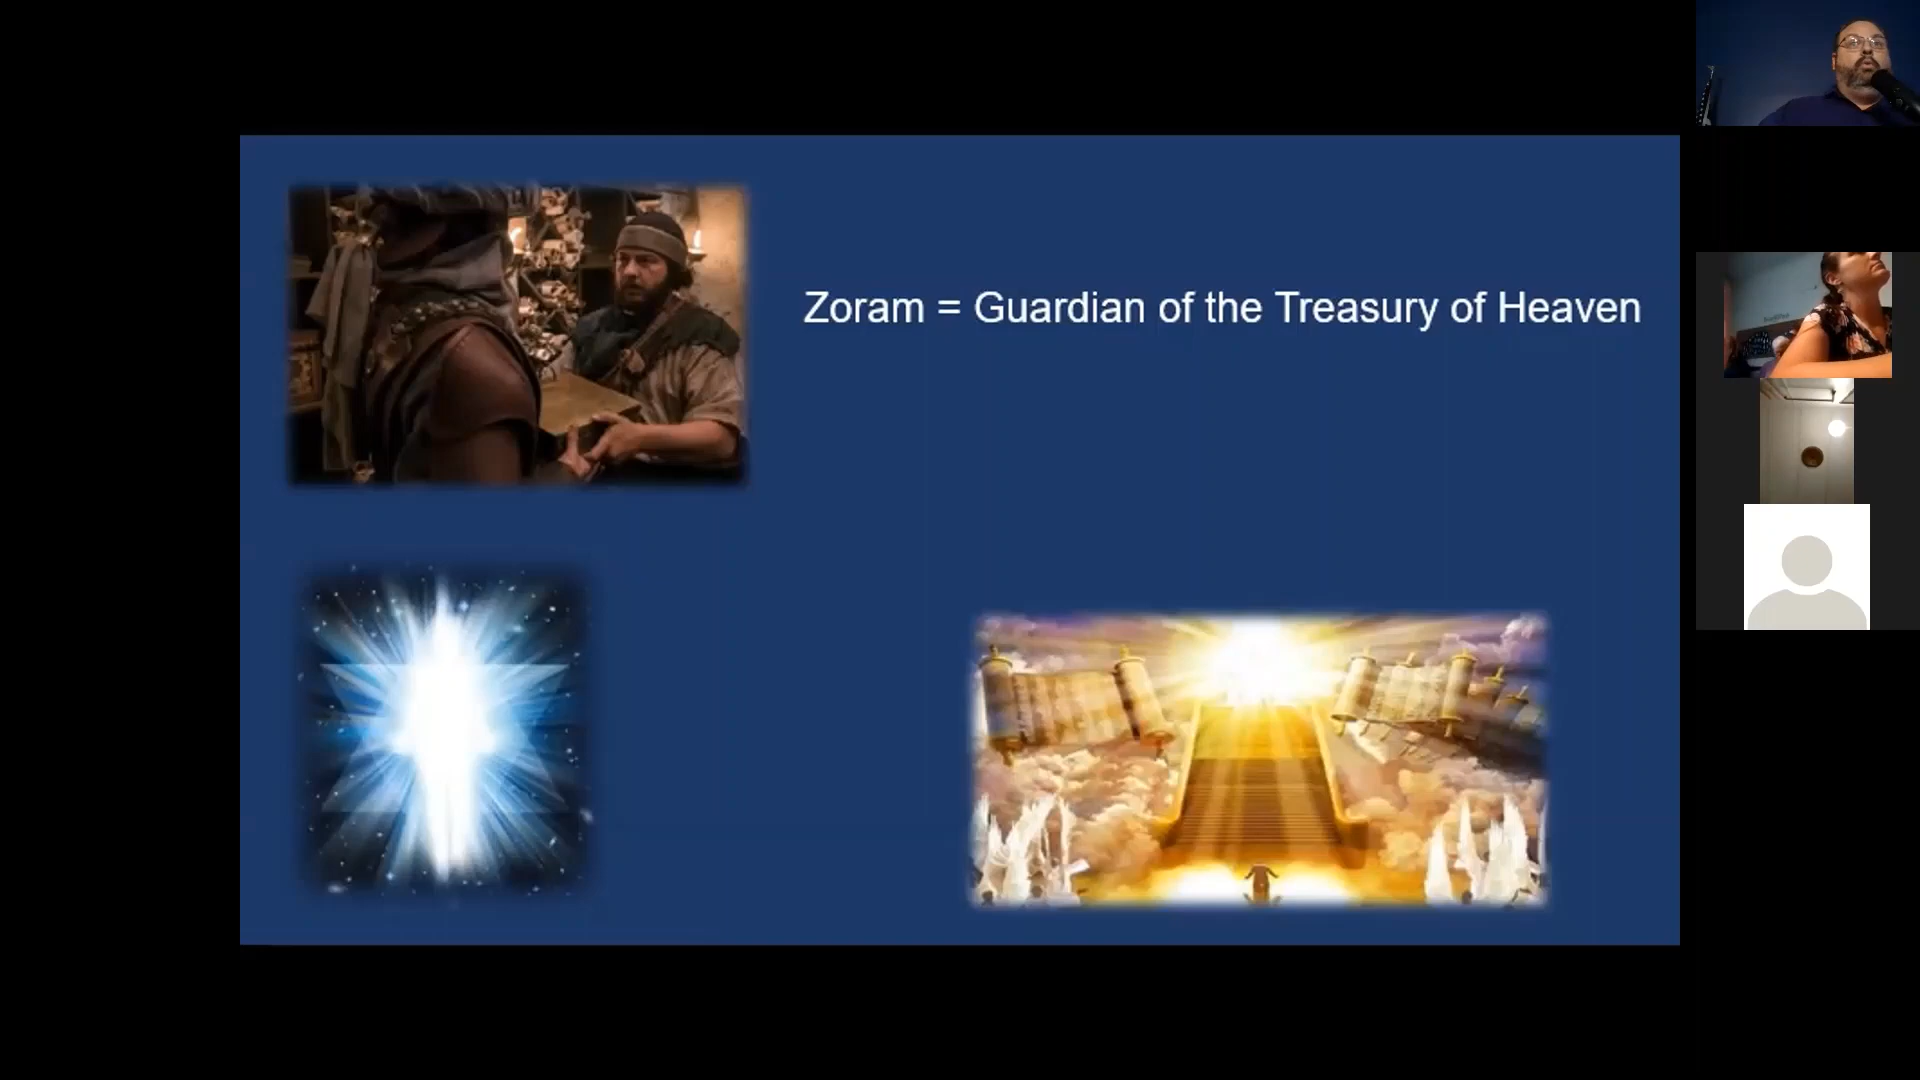 Zoram = Guardian of the Treasury of Heaven